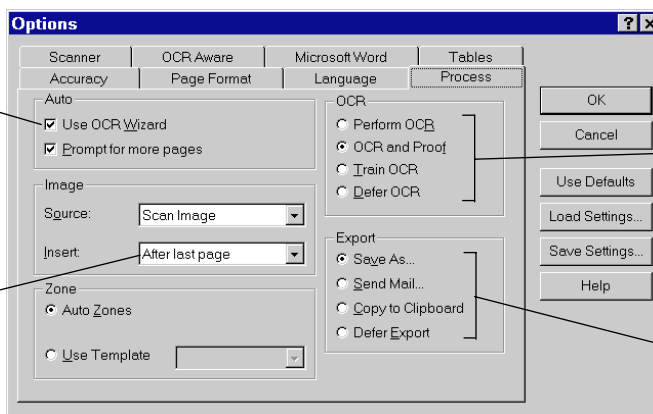 Options
Scanner OCR Aware Microsoft Word Tables
Accuracy Page Format Language Process
Auto
Use OCR Wizard
Prompt for more pages
Image
Source: Scan Image
Insert: After last page
Zone
Auto Zones
Use Template
OCR
Perform OCR
OCR and Proof
Train OCR
Defer OCR
Export
Save As...
Send Mail...
Copy to Clipboard
Defer Export
OK
Cancel
Use Defaults
Load Settings...
Save Settings...
Help